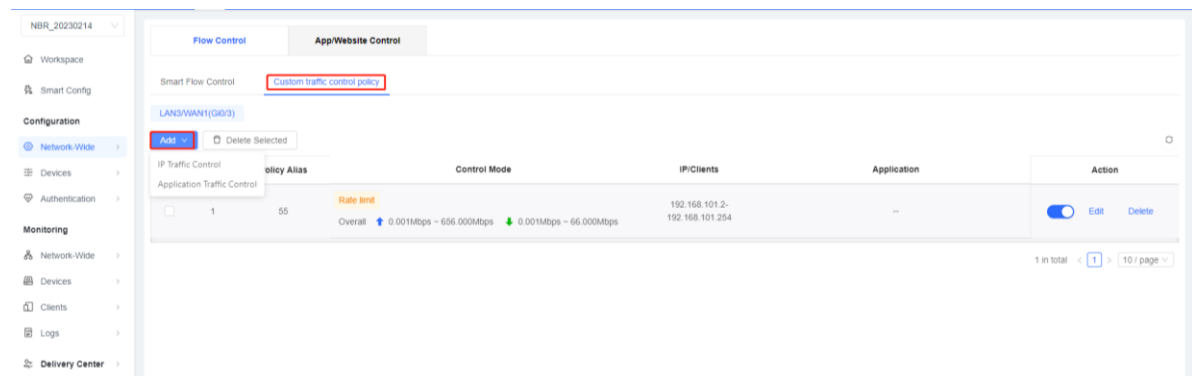 NBR_20230214
Workspace
Smart Config
Configuration
Network-Wide
Devices
Authentication
Monitoring
Network-Wide
Devices
Clients
Logs
Delivery Center
Flow Control App/Website Control
Smart Flow Control Custom traffic control policy
LAN3/WAN1(Gi0/3)
Add Delete Selected
IP Traffic Control
Application Traffic Control
olicy Alias Control Mode IP/Clients Application Action
1 55 Rate limit
Overall 0.001Mbps ~ 656.000Mbps 0.001Mbps ~ 66.000Mbps
192.168.101.2-
192.168.101.254
-- Edit Delete
1 in total < 1 > 10 / page